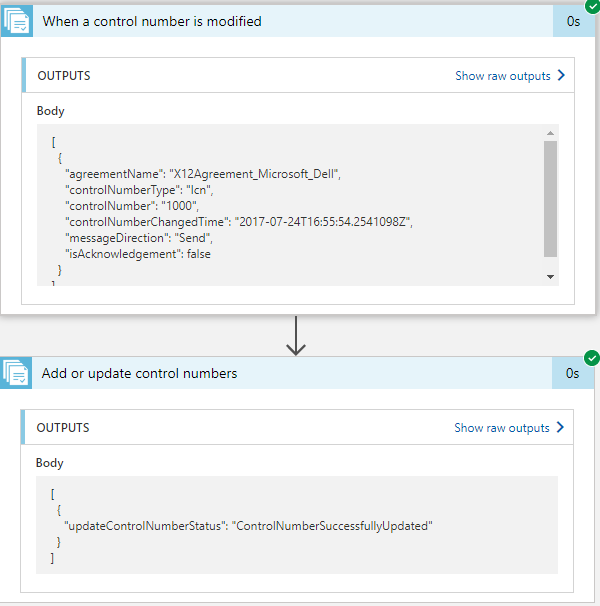 When a control number is modified 0s
OUTPUTS Show raw outputs
Body
[
{
"agreementName": "X12Agreement_Microsoft_Dell",
"controlNumberType": "Icn",
"controlNumber": "1000",
"controlNumberChangedTime": "2017-07-24T16:55:54.2541098Z",
"messageDirection": "Send",
"isAcknowledgement": false
}
]
Add or update control numbers 0s
OUTPUTS Show raw outputs
Body
[
{
"updateControlNumberStatus": "ControlNumberSuccessfullyUpdated"
}
]